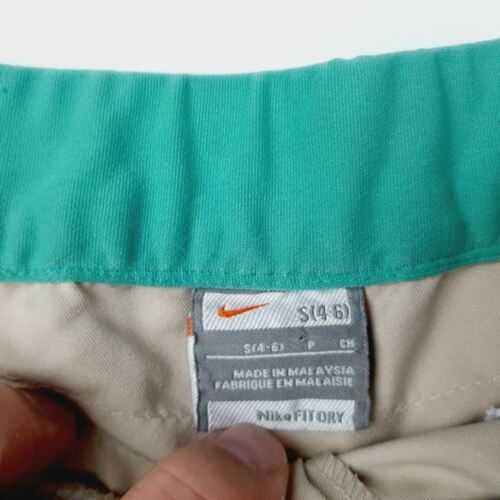 S(4-6)
S(4-6) P CH
MADE IN MALAYSIA
FABRIQUE EN MALAISIE
Nike FIT DRY